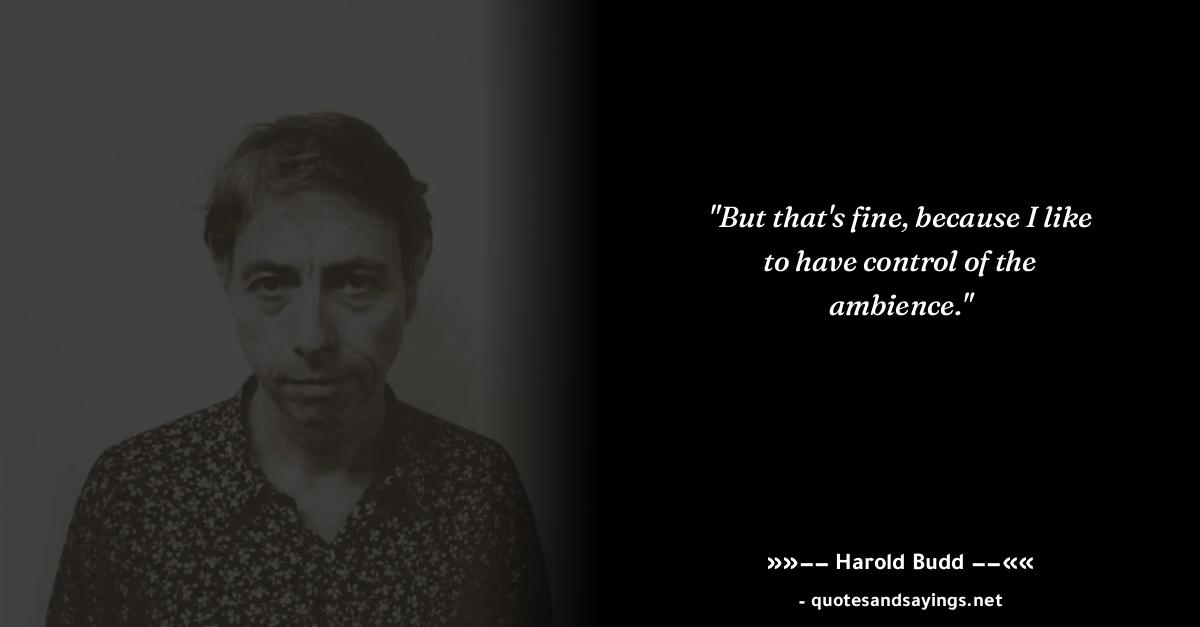 "But that's fine, because I like
to have control of the
ambience."
»»–– Harold Budd ––««
- quotesandsayings.net